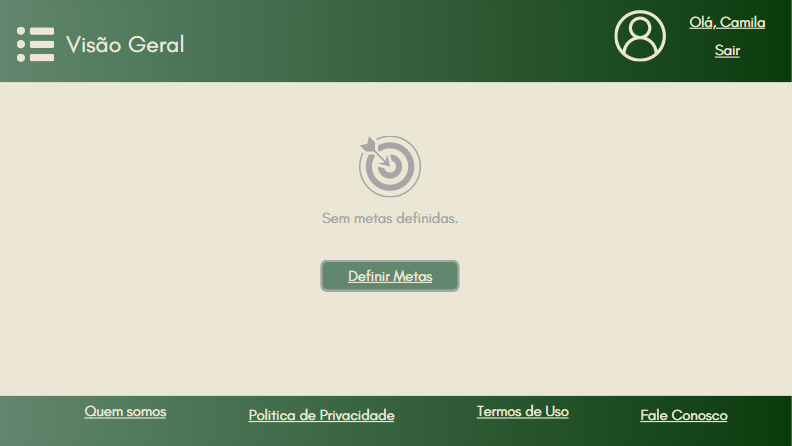 Visão Geral
Olá, Camila
Sair
Sem metas definidas.
Definir Metas
Quem somos
Politica de Privacidade
Termos de Uso
Fale Conosco